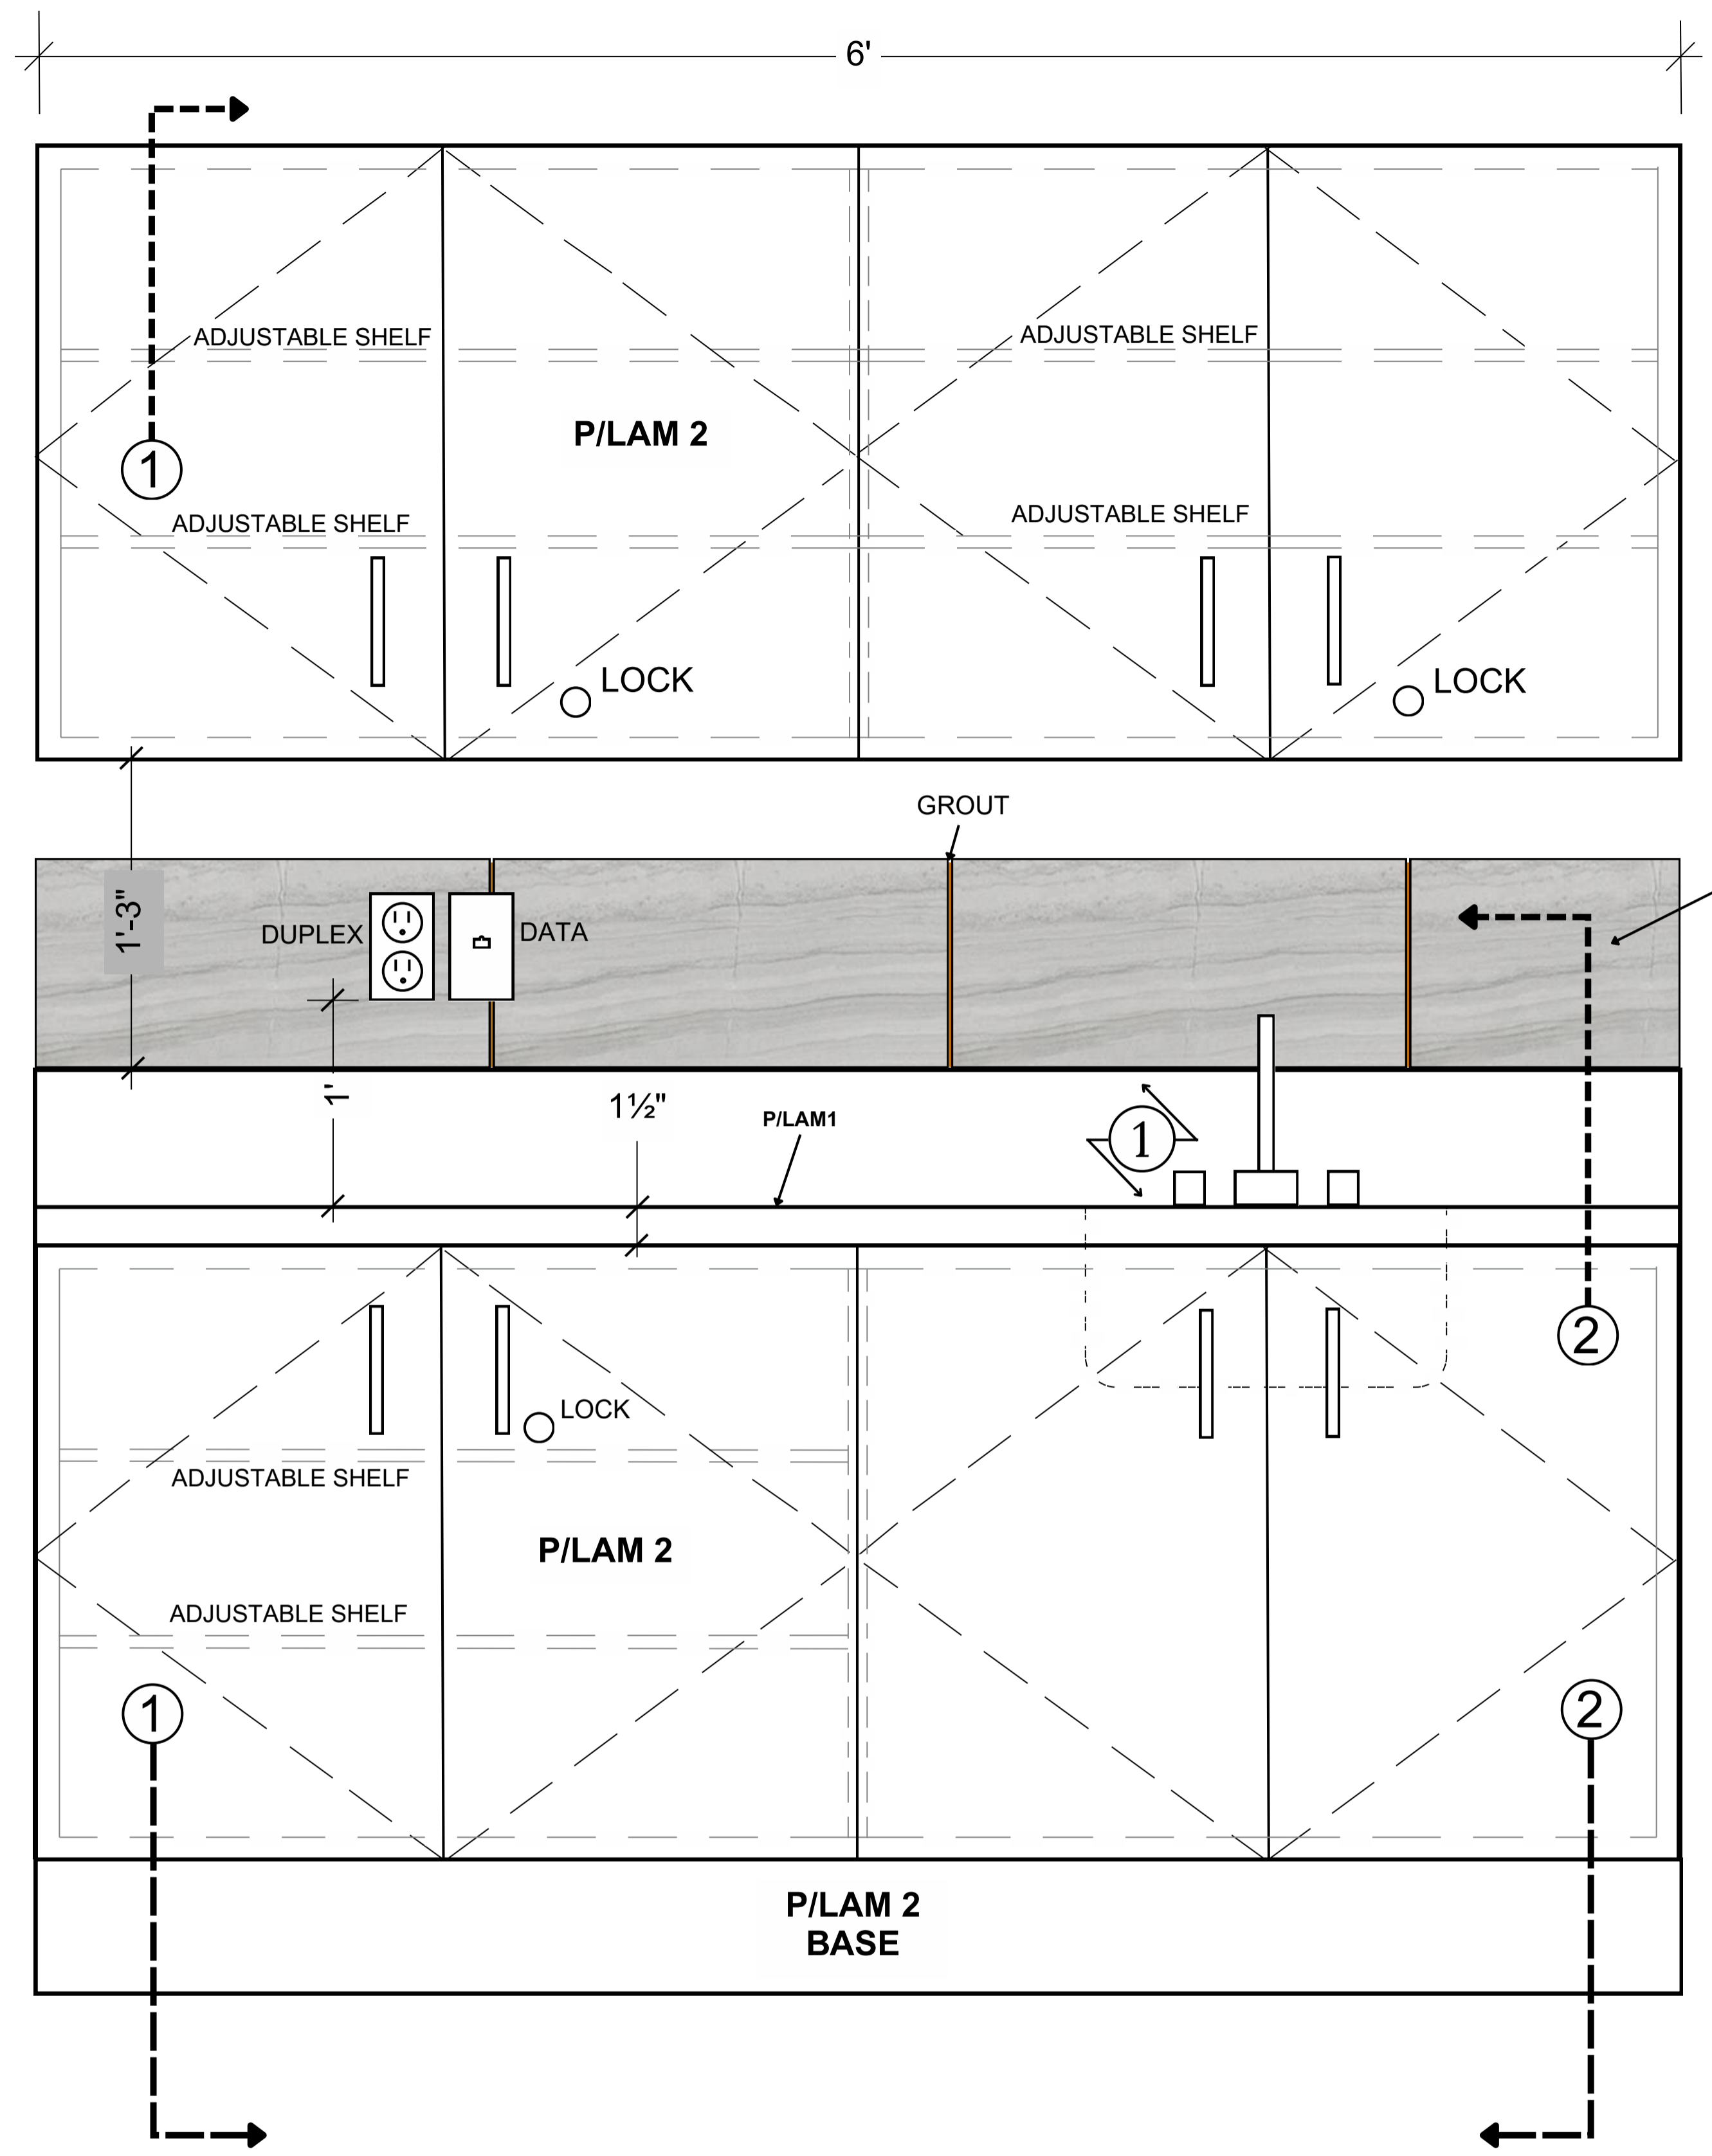 6'
ADJUSTABLE SHELF
ADJUSTABLE SHELF
P/LAM 2
1
ADJUSTABLE SHELF
ADJUSTABLE SHELF
LOCK
LOCK
GROUT
1'-3"
DUPLEX
DATA
1'
1½"
P/LAM1
1
2
LOCK
ADJUSTABLE SHELF
P/LAM 2
ADJUSTABLE SHELF
1
2
P/LAM 2
BASE